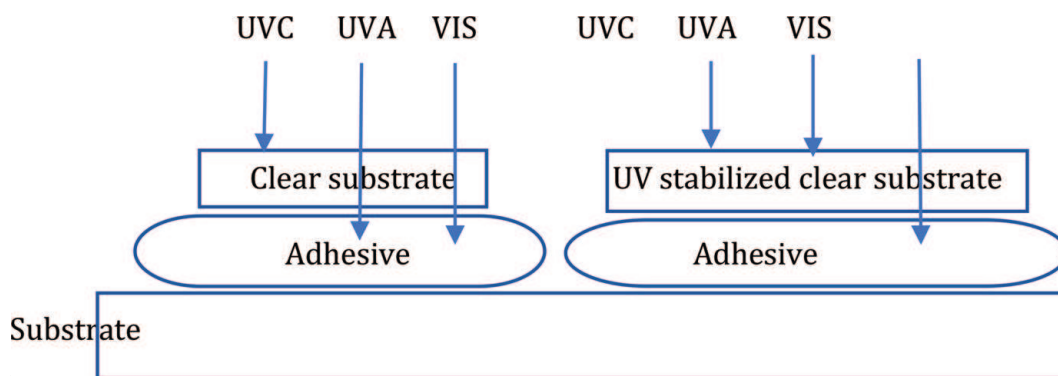 UVC UVA VIS UVC UVA VIS
Clear substrate UV stabilized clear substrate
Adhesive Adhesive
Substrate